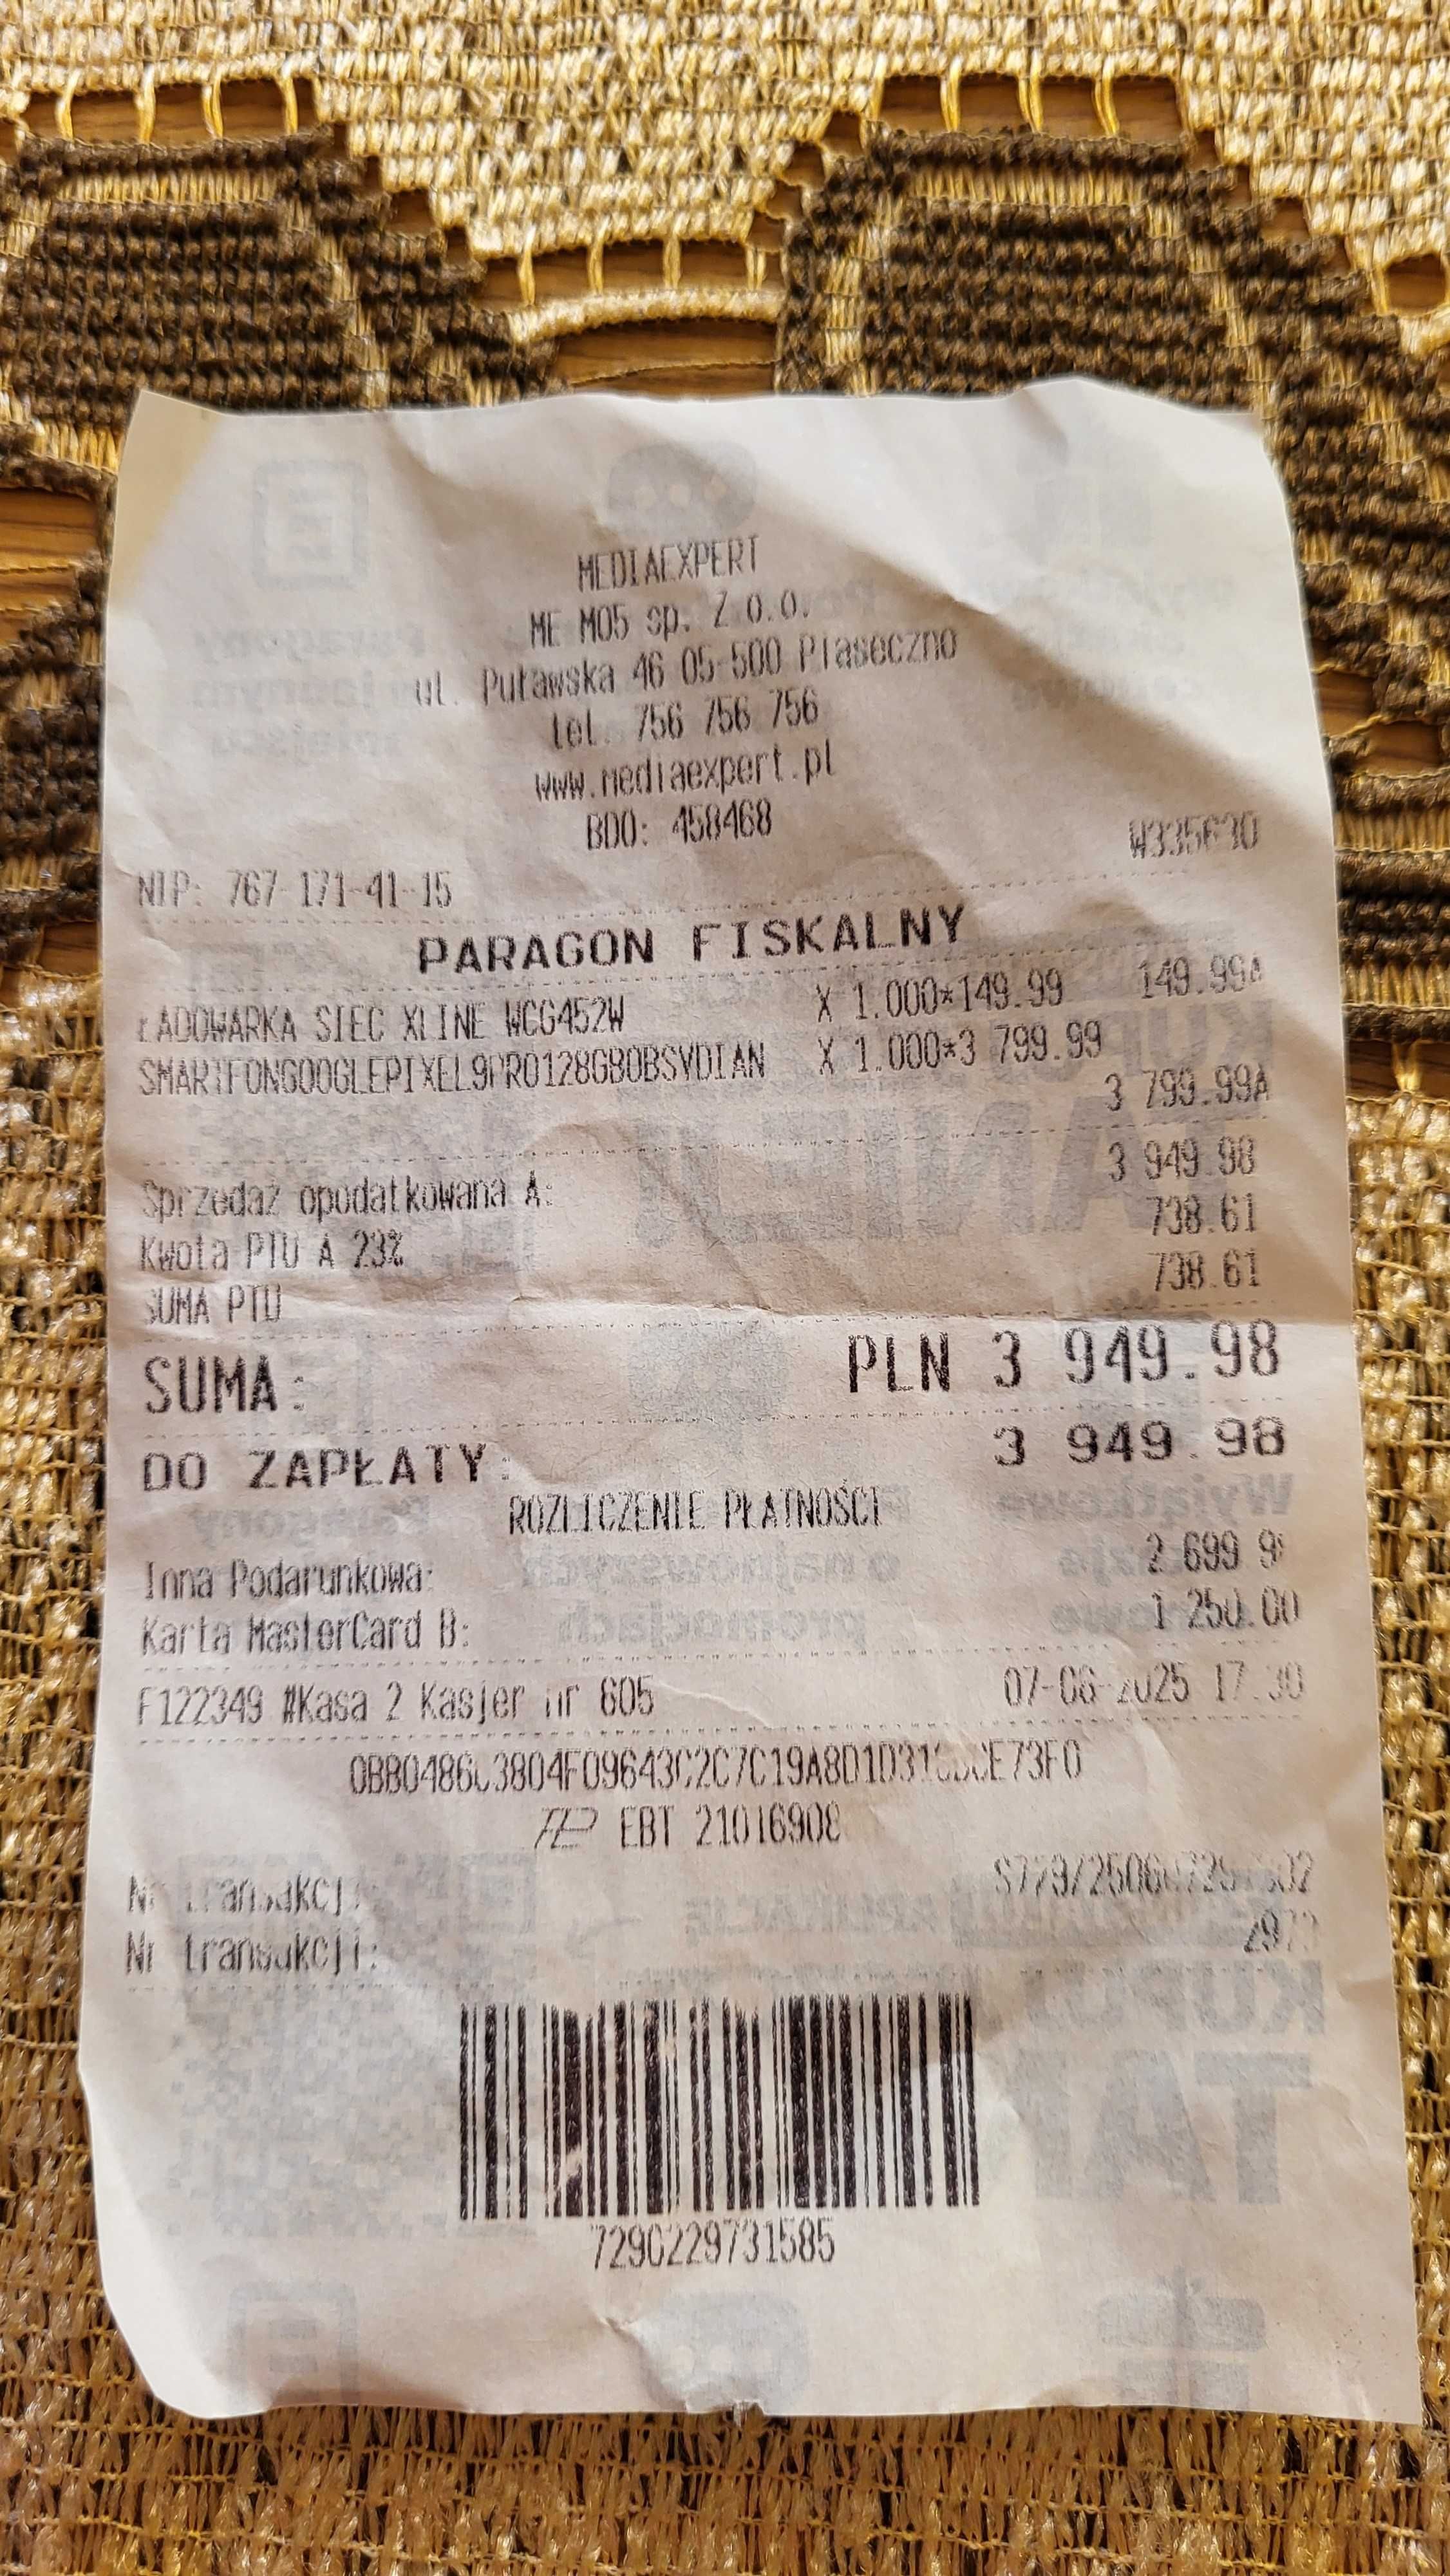 MEDIAEXPERT
ME M05 sp. Z o.o.
ul. Puławska 46 05-500 Piaseczno
tel. 756 756 756
www.mediaexpert.pl
BDO: 458468
NIP: 767-171-41-15
PARAGON FISKALNY
ŁADOWARKA SIEC XLINE WCG452W X 1.000*149.99 149.99A
SMARTFONGOOGLEPIXEL9PRO128GBOBSYDIAN X 1.000*3 799.99
3 799.99A
Sprzedaż opodatkowana A: 3 949.98
Kwota PTU A 23% 738.61
SUMA PTU 738.61
SUMA: PLN 3 949.98
DO ZAPŁATY: 3 949.98
ROZLICZENIE PŁATNOŚCI
Inna Podarunkowa: 2 699.98
Karta MasterCard B: 1 250.00
F122349 #Kasa 2 Kasjer nr 605
EBT 21016908
Nr transakcji:
Nr transakcji:
7290229731585